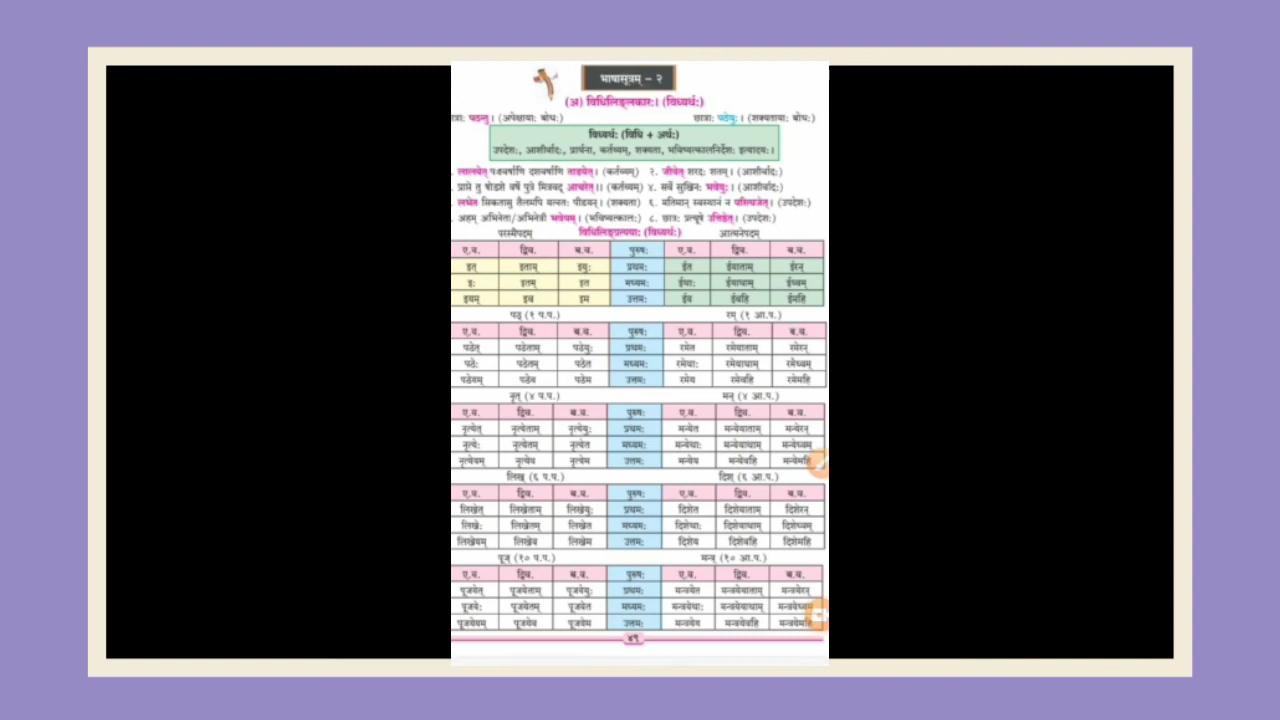 भाषासूत्रम् - २
(अ) विधिलिङ्लकारः। (विध्यर्थः)
त्राः पठन्तु। (अपेक्षायाः बोधः) छात्राः पठेयुः। (शक्यतायाः बोधः)
विध्यर्थः (विधि + अर्थः)
उपदेशः, आशीर्वादः, प्रार्थना, कर्तव्यम्, शक्यता, भविष्यत्कालनिर्देशः इत्यादयः।
. लालयेत् पञ्चवर्षाणि दशवर्षाणि ताडयेत्। (कर्तव्यम्) २. जीवेत् शरदः शतम्। (आशीर्वादः)
. प्राप्ते तु षोडशे वर्षे पुत्रे मित्रवद् आचरेत्।। (कर्तव्यम्) ४. सर्वे सुखिनः भवेयुः। (आशीर्वादः)
. लभेत सिकतासु तैलमपि यत्नतः पीडयन्। (शक्यता) ६. मतिमान् स्वस्थानं न परित्यजेत्। (उपदेशः)
. अहम् अभिनेता/अभिनेत्री भवेयम्। (भविष्यत्कालः) ८. छात्रः प्रत्यूषे उत्तिष्ठेत्। (उपदेशः)
परस्मैपदम् विधिलिङ्प्रत्ययाः (विध्यर्थः) आत्मनेपदम्
ए.व. द्विव. ब.व. पुरुषः ए.व. द्विव. ब.व.
इत् इताम् इयुः प्रथमः ईत ईयाताम् ईरन्
इः इतम् इत मध्यमः ईथाः ईयाथाम् ईध्वम्
इयम् इव इम उत्तमः ईय ईवहि ईमहि
पठ् (१ प.प.) रम् (१ आ.प.)
ए.व. द्विव. ब.व. पुरुषः ए.व. द्विव. ब.व.
पठेत् पठेताम् पठेयुः प्रथमः रमेत रमेयाताम् रमेरन्
पठेः पठेतम् पठेत मध्यमः रमेथाः रमेयाथाम् रमेध्वम्
पठेयम् पठेव पठेम उत्तमः रमेय रमेवहि रमेमहि
नृत् (४ प.प.) मन् (४ आ.प.)
ए.व. द्विव. ब.व. पुरुषः ए.व. द्विव. ब.व.
नृत्येत् नृत्येताम् नृत्येयुः प्रथमः मन्येत मन्येयाताम् मन्येरन्
नृत्येः नृत्येतम् नृत्येत मध्यमः मन्येथाः मन्येयाथाम् मन्येध्वम्
नृत्येयम् नृत्येव नृत्येम उत्तमः मन्येय मन्येवहि मन्येमहि
लिख् (६ प.प.) दिश् (६ आ.प.)
ए.व. द्विव. ब.व. पुरुषः ए.व. द्विव. ब.व.
लिखेत् लिखेताम् लिखेयुः प्रथमः दिशेत दिशेयाताम् दिशेरन्
लिखेः लिखेतम् लिखेत मध्यमः दिशेथाः दिशेयाथाम् दिशेध्वम्
लिखेयम् लिखेव लिखेम उत्तमः दिशेय दिशेवहि दिशेमहि
पूज् (१० प.प.) मन्त्र् (१० आ.प.)
ए.व. द्विव. ब.व. पुरुषः ए.व. द्विव. ब.व.
पूजयेत् पूजयेताम् पूजयेयुः प्रथमः मन्त्रयेत मन्त्रयेयाताम् मन्त्रयेरन्
पूजयेः पूजयेतम् पूजयेत मध्यमः मन्त्रयेथाः मन्त्रयेयाथाम् मन्त्रयेध्वम्
पूजयेयम् पूजयेव पूजयेम उत्तमः मन्त्रयेय मन्त्रयेवहि मन्त्रयेमहि
४९